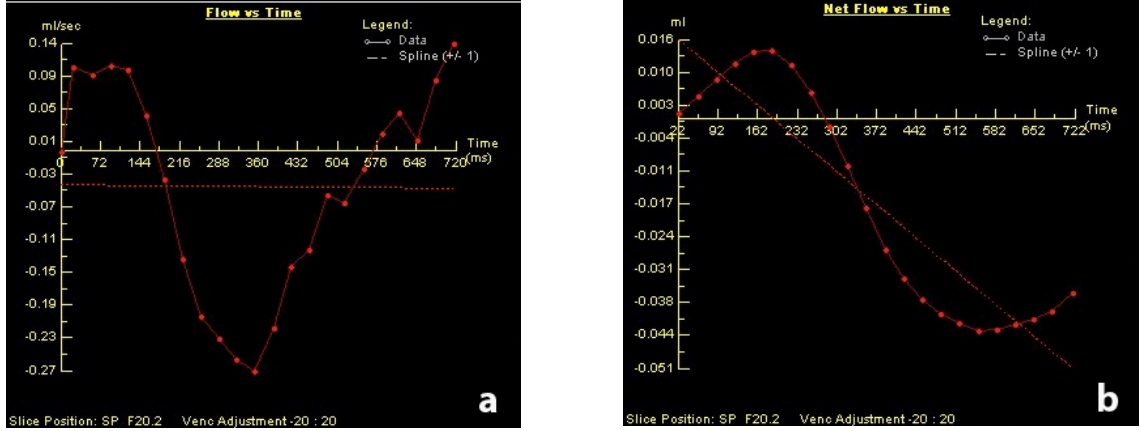 Flow vs Time
ml/sec
Legend:
Data
Spline (+/- 1)
0.14
0.09
0.05
0.01
-0.03
-0.07
-0.11
-0.15
-0.19
-0.23
-0.27
Time
(ms)
0 72 144 216 288 360 432 504 576 648 720
Slice Position: SP F20.2 Venc Adjustment -20 : 20
a
Net Flow vs Time
ml
Legend:
Data
Spline (+/- 1)
0.016
0.010
0.003
-0.004
-0.011
-0.017
-0.024
-0.031
-0.038
-0.044
-0.051
Time
(ms)
22 92 162 232 302 372 442 512 582 652 722
Slice Position: SP F20.2 Venc Adjustment -20 : 20
b